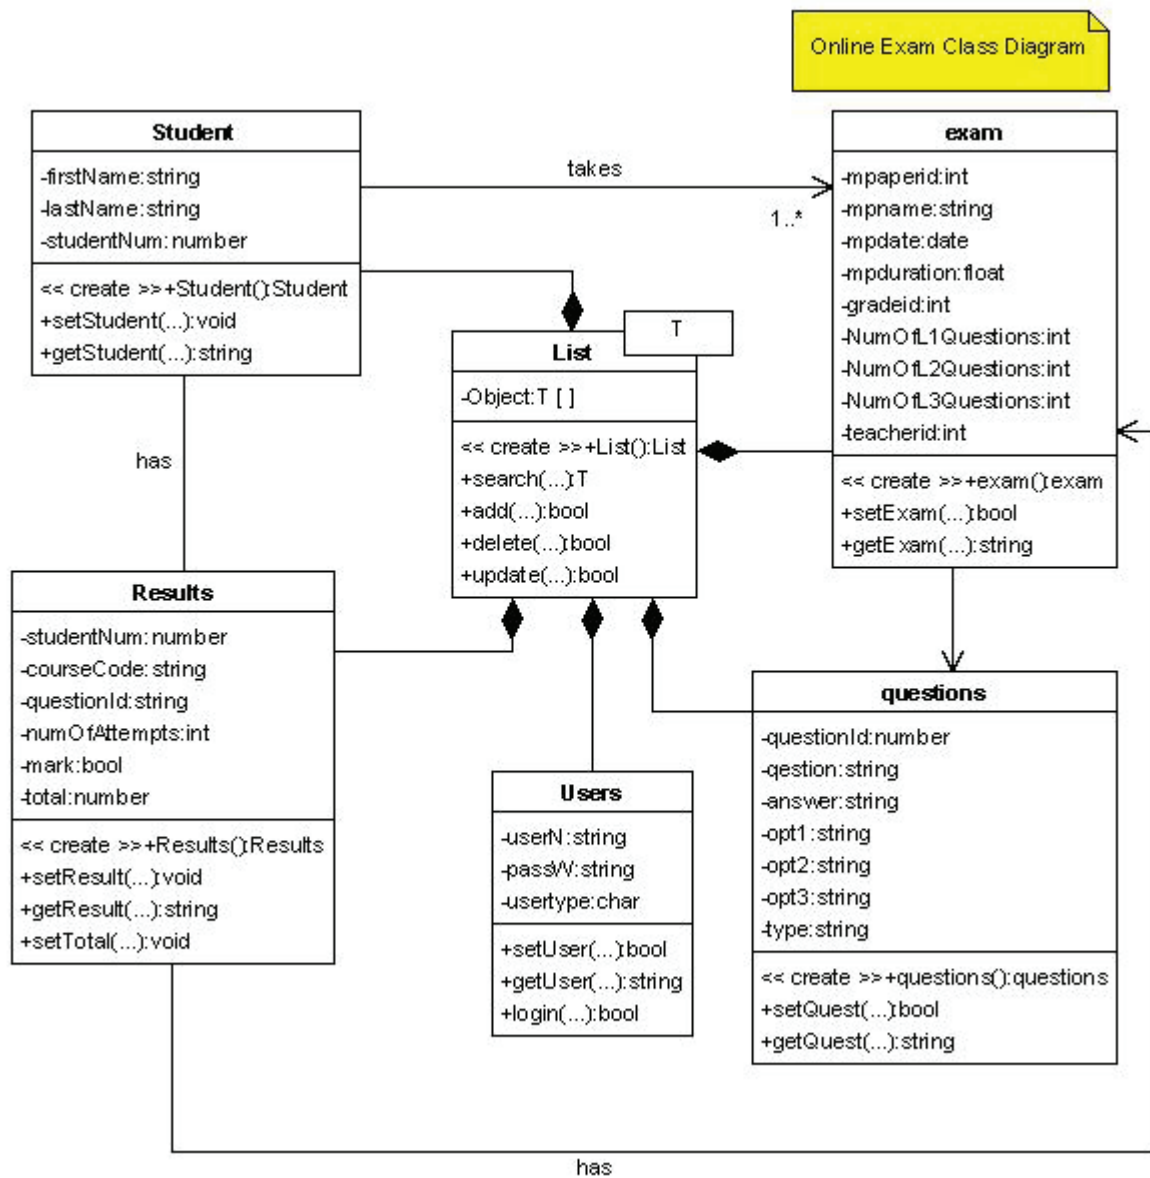 Online Exam Class Diagram
Student
-firstName:string
-lastName:string
-studentNum:number
<< create >>+Student():Student
+setStudent(...):void
+getStudent(...):string
takes
1..*
exam
-mpaperid:int
-mpname:string
-mpdate:date
-mpduration:float
-gradeid:int
-NumOfL1Questions:int
-NumOfL2Questions:int
-NumOfL3Questions:int
-teacherid:int
<< create >>+exam():exam
+setExam(...):bool
+getExam(...):string
T
List
-Object:T [ ]
<< create >>+List():List
+search(...):T
+add(...):bool
+delete(...):bool
+update(...):bool
has
Results
-studentNum:number
-courseCode:string
-questionId:string
-numOfAttempts:int
-mark:bool
-total:number
<< create >>+Results():Results
+setResult(...):void
+getResult(...):string
+setTotal(...):void
Users
-userN:string
-passW:string
-usertype:char
+setUser(...):bool
+getUser(...):string
+login(...):bool
questions
-questionId:number
-qestion:string
-answer:string
-opt1:string
-opt2:string
-opt3:string
-type:string
<< create >>+questions():questions
+setQuest(...):bool
+getQuest(...):string
has